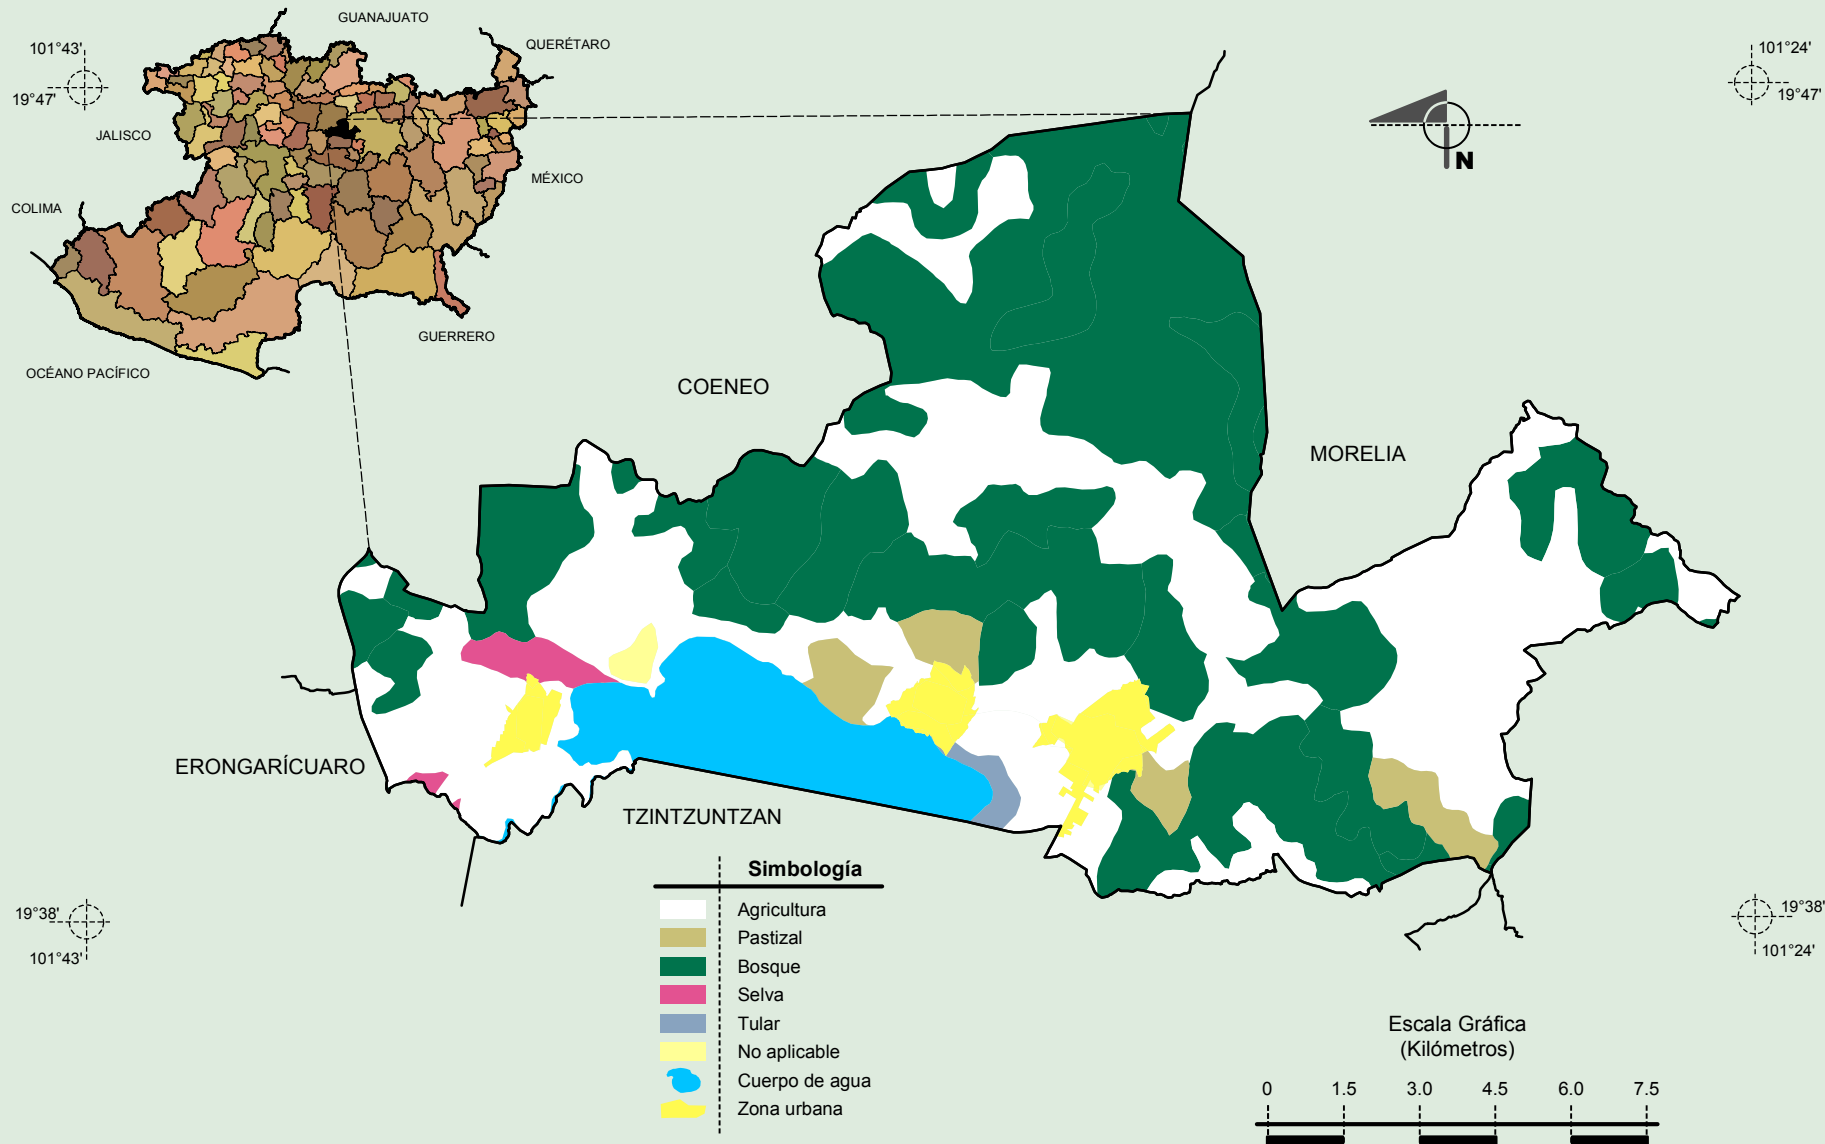 GUANAJUATO
QUERÉTARO
101°43'
19°47'
JALISCO
MÉXICO
COLIMA
GUERRERO
OCÉANO PACÍFICO
101°24'
19°47'
N
COENEO
MORELIA
ERONGARÍCUARO
TZINTZUNTZAN
Simbología
Agricultura
Pastizal
Bosque
Selva
Tular
No aplicable
Cuerpo de agua
Zona urbana
19°38'
101°43'
19°38'
101°24'
Escala Gráfica
(Kilómetros)
0 1.5 3.0 4.5 6.0 7.5